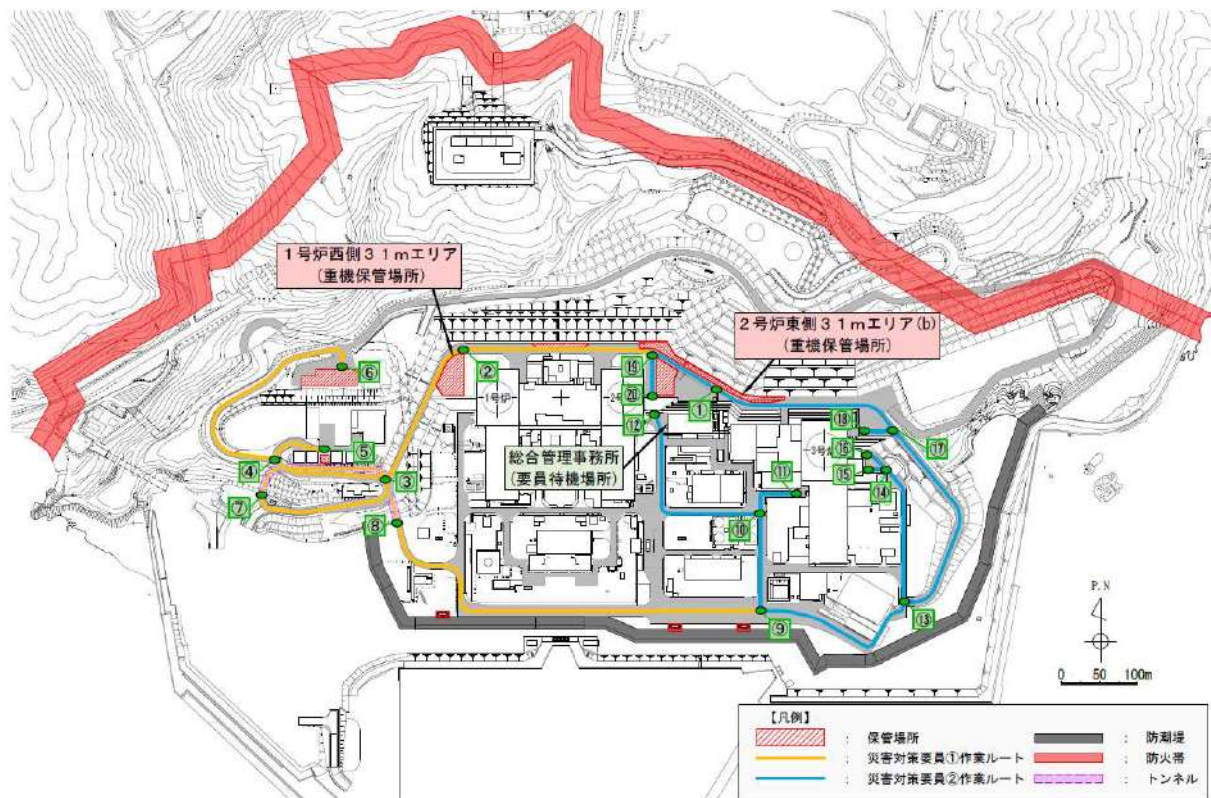 1号炉西側31mエリア
(重機保管場所)
2号炉東側31mエリア(b)
(重機保管場所)
⑥
②
⑲
⑳
①
1号炉
2号
⑫
⑱
⑰
総合管理事務所
(要員待機場所)
3号炉
⑯
⑮
⑭
⑪
④
⑤
③
⑦
⑧
⑩
⑨
⑬
P.N
0 50 100m
【凡例】
: 保管場所
: 災害対策要員①作業ルート
: 災害対策要員②作業ルート
: 防潮堤
: 防火帯
: トンネル